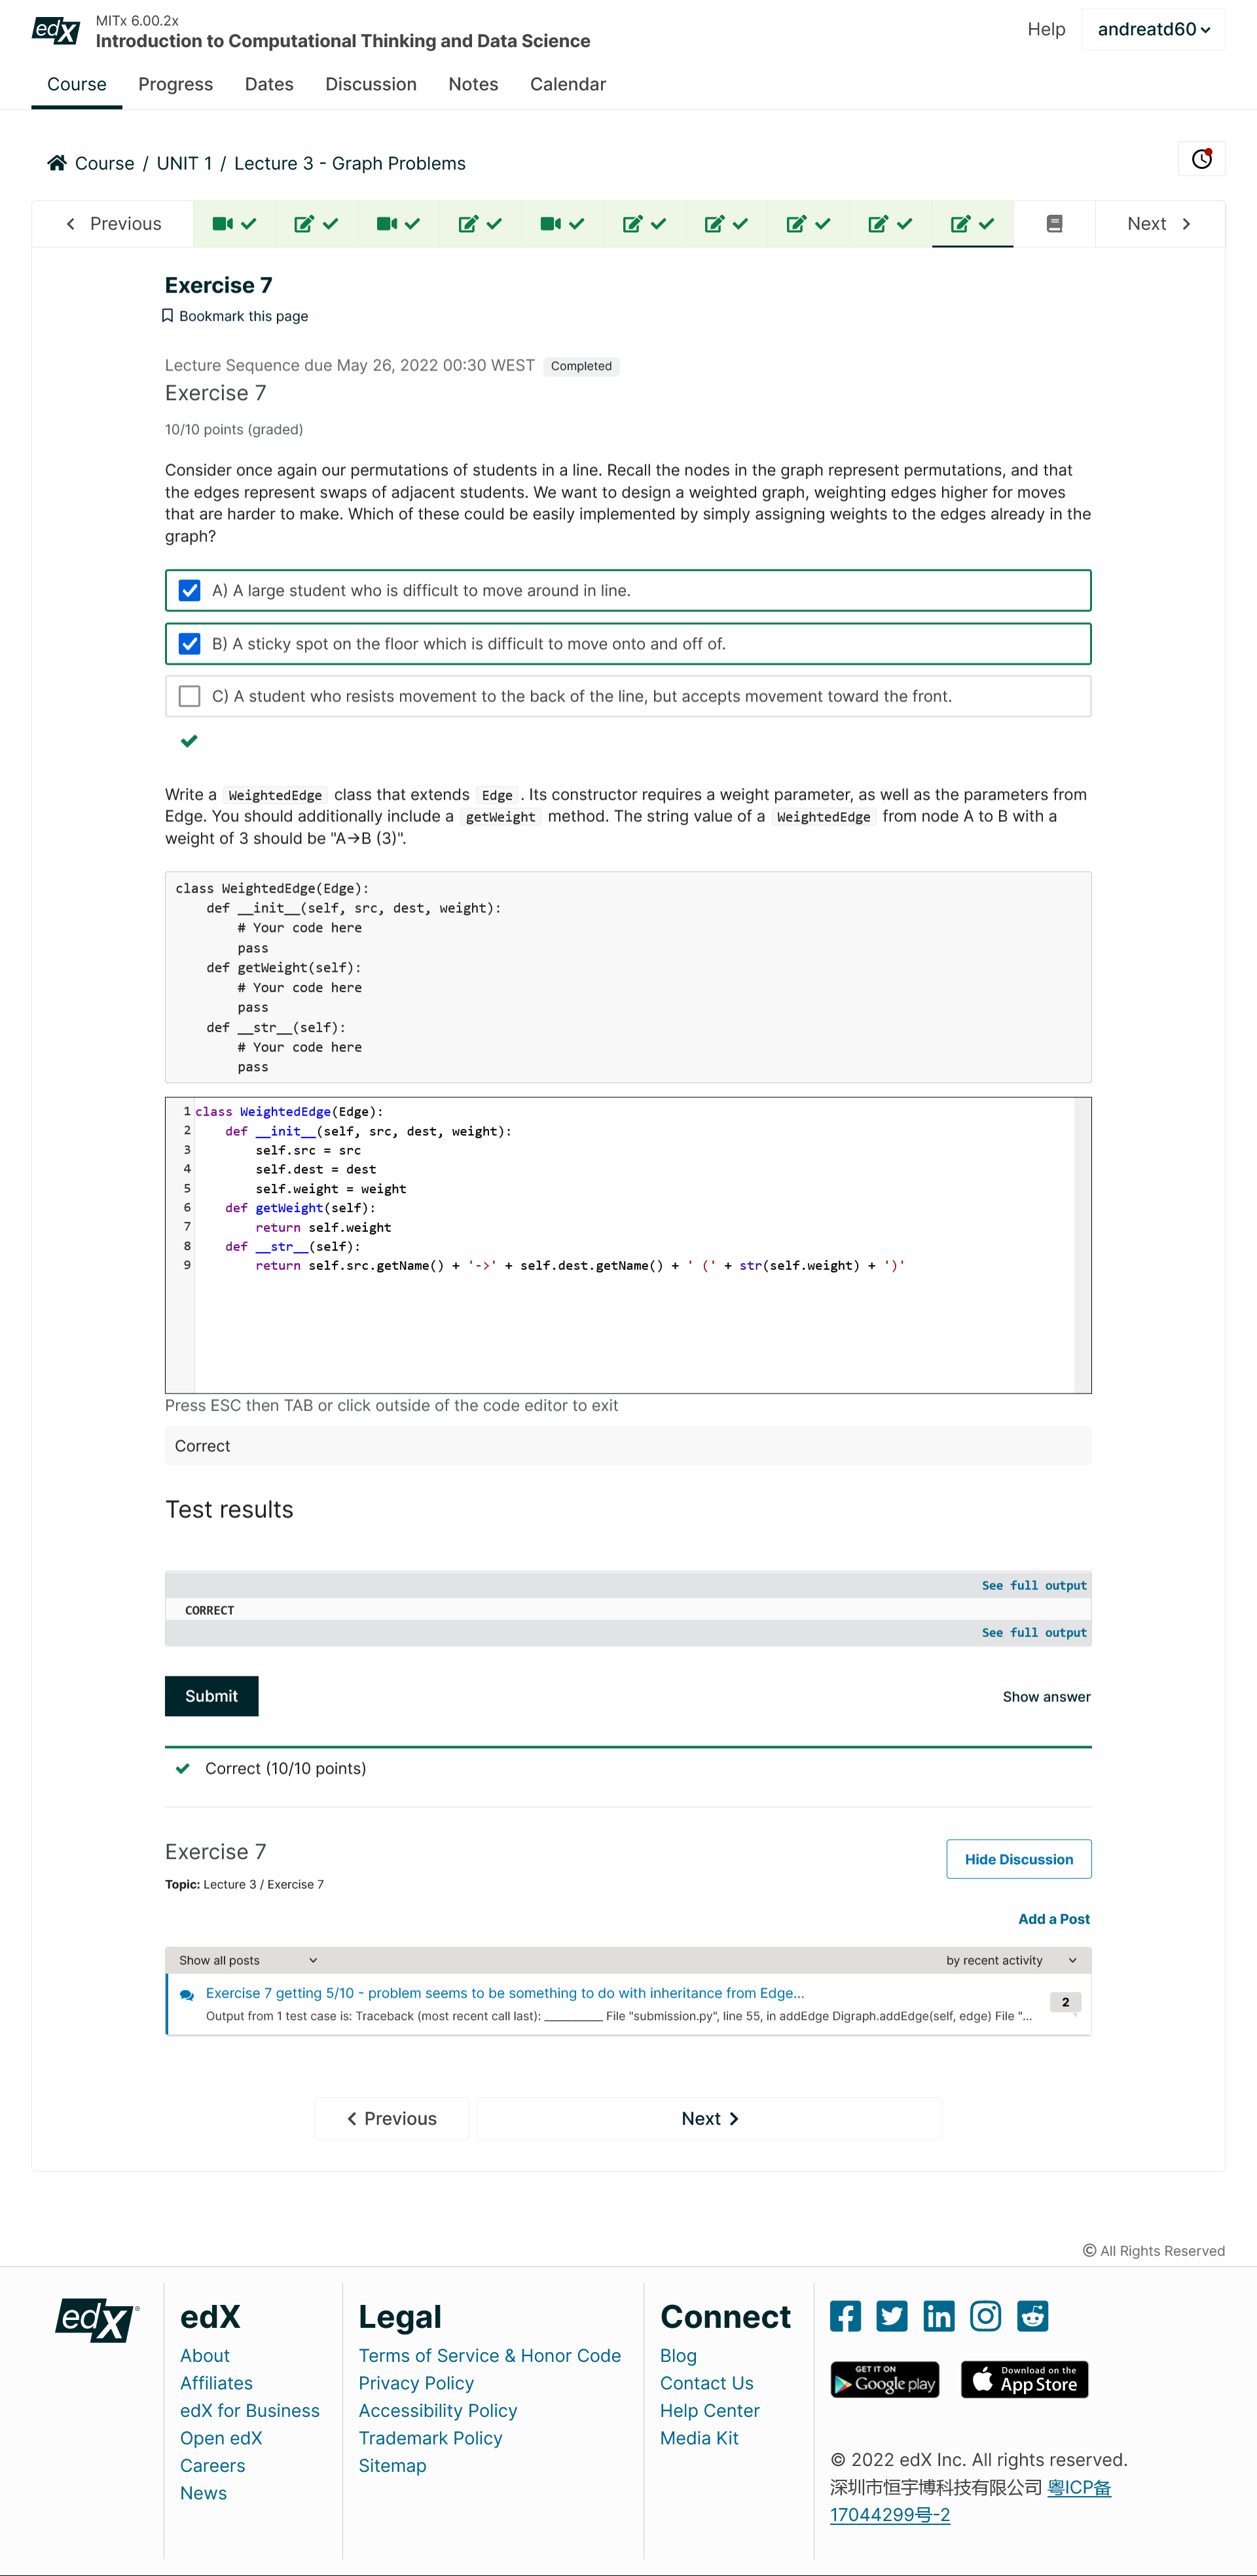 edX
MITx 6.00.2x
Introduction to Computational Thinking and Data Science
Help
andreatd60
Course Progress Dates Discussion Notes Calendar
Course / UNIT 1 / Lecture 3 - Graph Problems
Previous
Next
Exercise 7
Bookmark this page
Lecture Sequence due May 26, 2022 00:30 WEST Completed
Exercise 7
10/10 points (graded)
Consider once again our permutations of students in a line. Recall the nodes in the graph represent permutations, and that
the edges represent swaps of adjacent students. We want to design a weighted graph, weighting edges higher for moves
that are harder to make. Which of these could be easily implemented by simply assigning weights to the edges already in the
graph?
A) A large student who is difficult to move around in line.
B) A sticky spot on the floor which is difficult to move onto and off of.
C) A student who resists movement to the back of the line, but accepts movement toward the front.
Write a WeightedEdge class that extends Edge . Its constructor requires a weight parameter, as well as the parameters from
Edge. You should additionally include a getWeight method. The string value of a WeightedEdge from node A to B with a
weight of 3 should be "A→B (3)".
class WeightedEdge(Edge):
    def __init__(self, src, dest, weight):
        # Your code here
        pass
    def getWeight(self):
        # Your code here
        pass
    def __str__(self):
        # Your code here
        pass
1 class WeightedEdge(Edge):
2     def __init__(self, src, dest, weight):
3         self.src = src
4         self.dest = dest
5         self.weight = weight
6     def getWeight(self):
7         return self.weight
8     def __str__(self):
9         return self.src.getName() + '->' + self.dest.getName() + ' (' + str(self.weight) + ')'
Press ESC then TAB or click outside of the code editor to exit
Correct
Test results
See full output
CORRECT
See full output
Submit
Show answer
Correct (10/10 points)
Exercise 7
Hide Discussion
Topic: Lecture 3 / Exercise 7
Add a Post
Show all posts
by recent activity
Exercise 7 getting 5/10 - problem seems to be something to do with inheritance from Edge...
2
Output from 1 test case is: Traceback (most recent call last): __________ File "submission.py", line 55, in addEdge Digraph.addEdge(self, edge) File "...
Previous
Next
© All Rights Reserved
edX
edX
About
Affiliates
edX for Business
Open edX
Careers
News
Legal
Terms of Service & Honor Code
Privacy Policy
Accessibility Policy
Trademark Policy
Sitemap
Connect
Blog
Contact Us
Help Center
Media Kit
GET IT ON
Google play
Download on the
App Store
© 2022 edX Inc. All rights reserved.
深圳市恒宇博科技有限公司 粤ICP备
17044299号-2